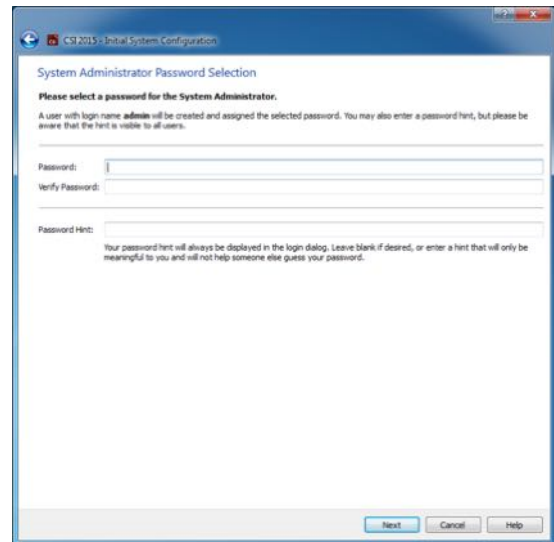 CSI 2015 - Initial System Configuration
System Administrator Password Selection
Please select a password for the System Administrator.
A user with login name admin will be created and assigned the selected password. You may also enter a password hint, but please be
aware that the hint is visible to all users.
Password:
Verify Password:
Password Hint:
Your password hint will always be displayed in the login dialog. Leave blank if desired, or enter a hint that will only be
meaningful to you and will not help someone else guess your password.
Next Cancel Help